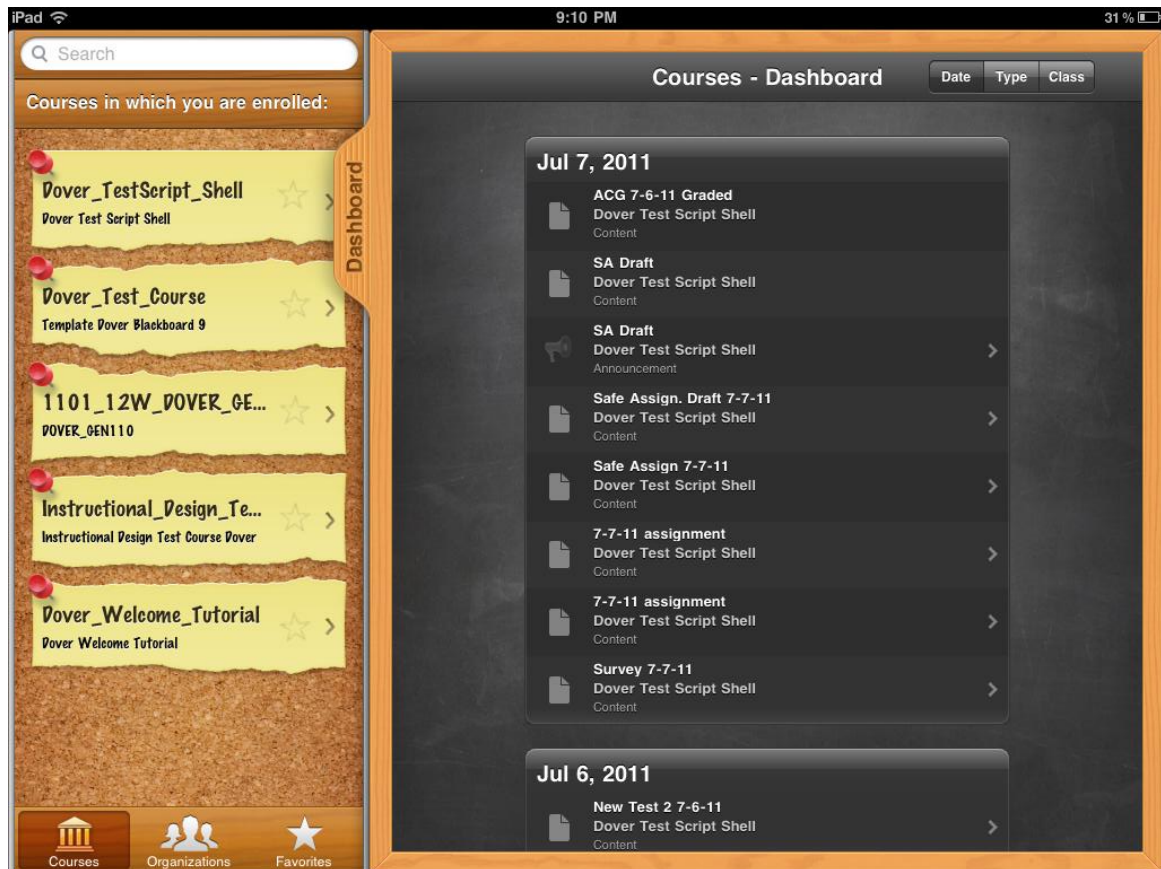 iPad
9:10 PM
31 %
Search
Courses in which you are enrolled:
Dover_TestScript_Shell
Dover Test Script Shell
Dover_Test_Course
Template Dover Blackboard 9
1101_12W_DOVER_GE...
DOVER_GEN110
Instructional_Design_Te...
Instructional Design Test Course Dover
Dover_Welcome_Tutorial
Dover Welcome Tutorial
Courses
Organizations
Favorites
Dashboard
Courses - Dashboard
Date
Type
Class
Jul 7, 2011
ACG 7-6-11 Graded
Dover Test Script Shell
Content
SA Draft
Dover Test Script Shell
Content
SA Draft
Dover Test Script Shell
Announcement
Safe Assign. Draft 7-7-11
Dover Test Script Shell
Content
Safe Assign 7-7-11
Dover Test Script Shell
Content
7-7-11 assignment
Dover Test Script Shell
Content
7-7-11 assignment
Dover Test Script Shell
Content
Survey 7-7-11
Dover Test Script Shell
Content
Jul 6, 2011
New Test 2 7-6-11
Dover Test Script Shell
Content